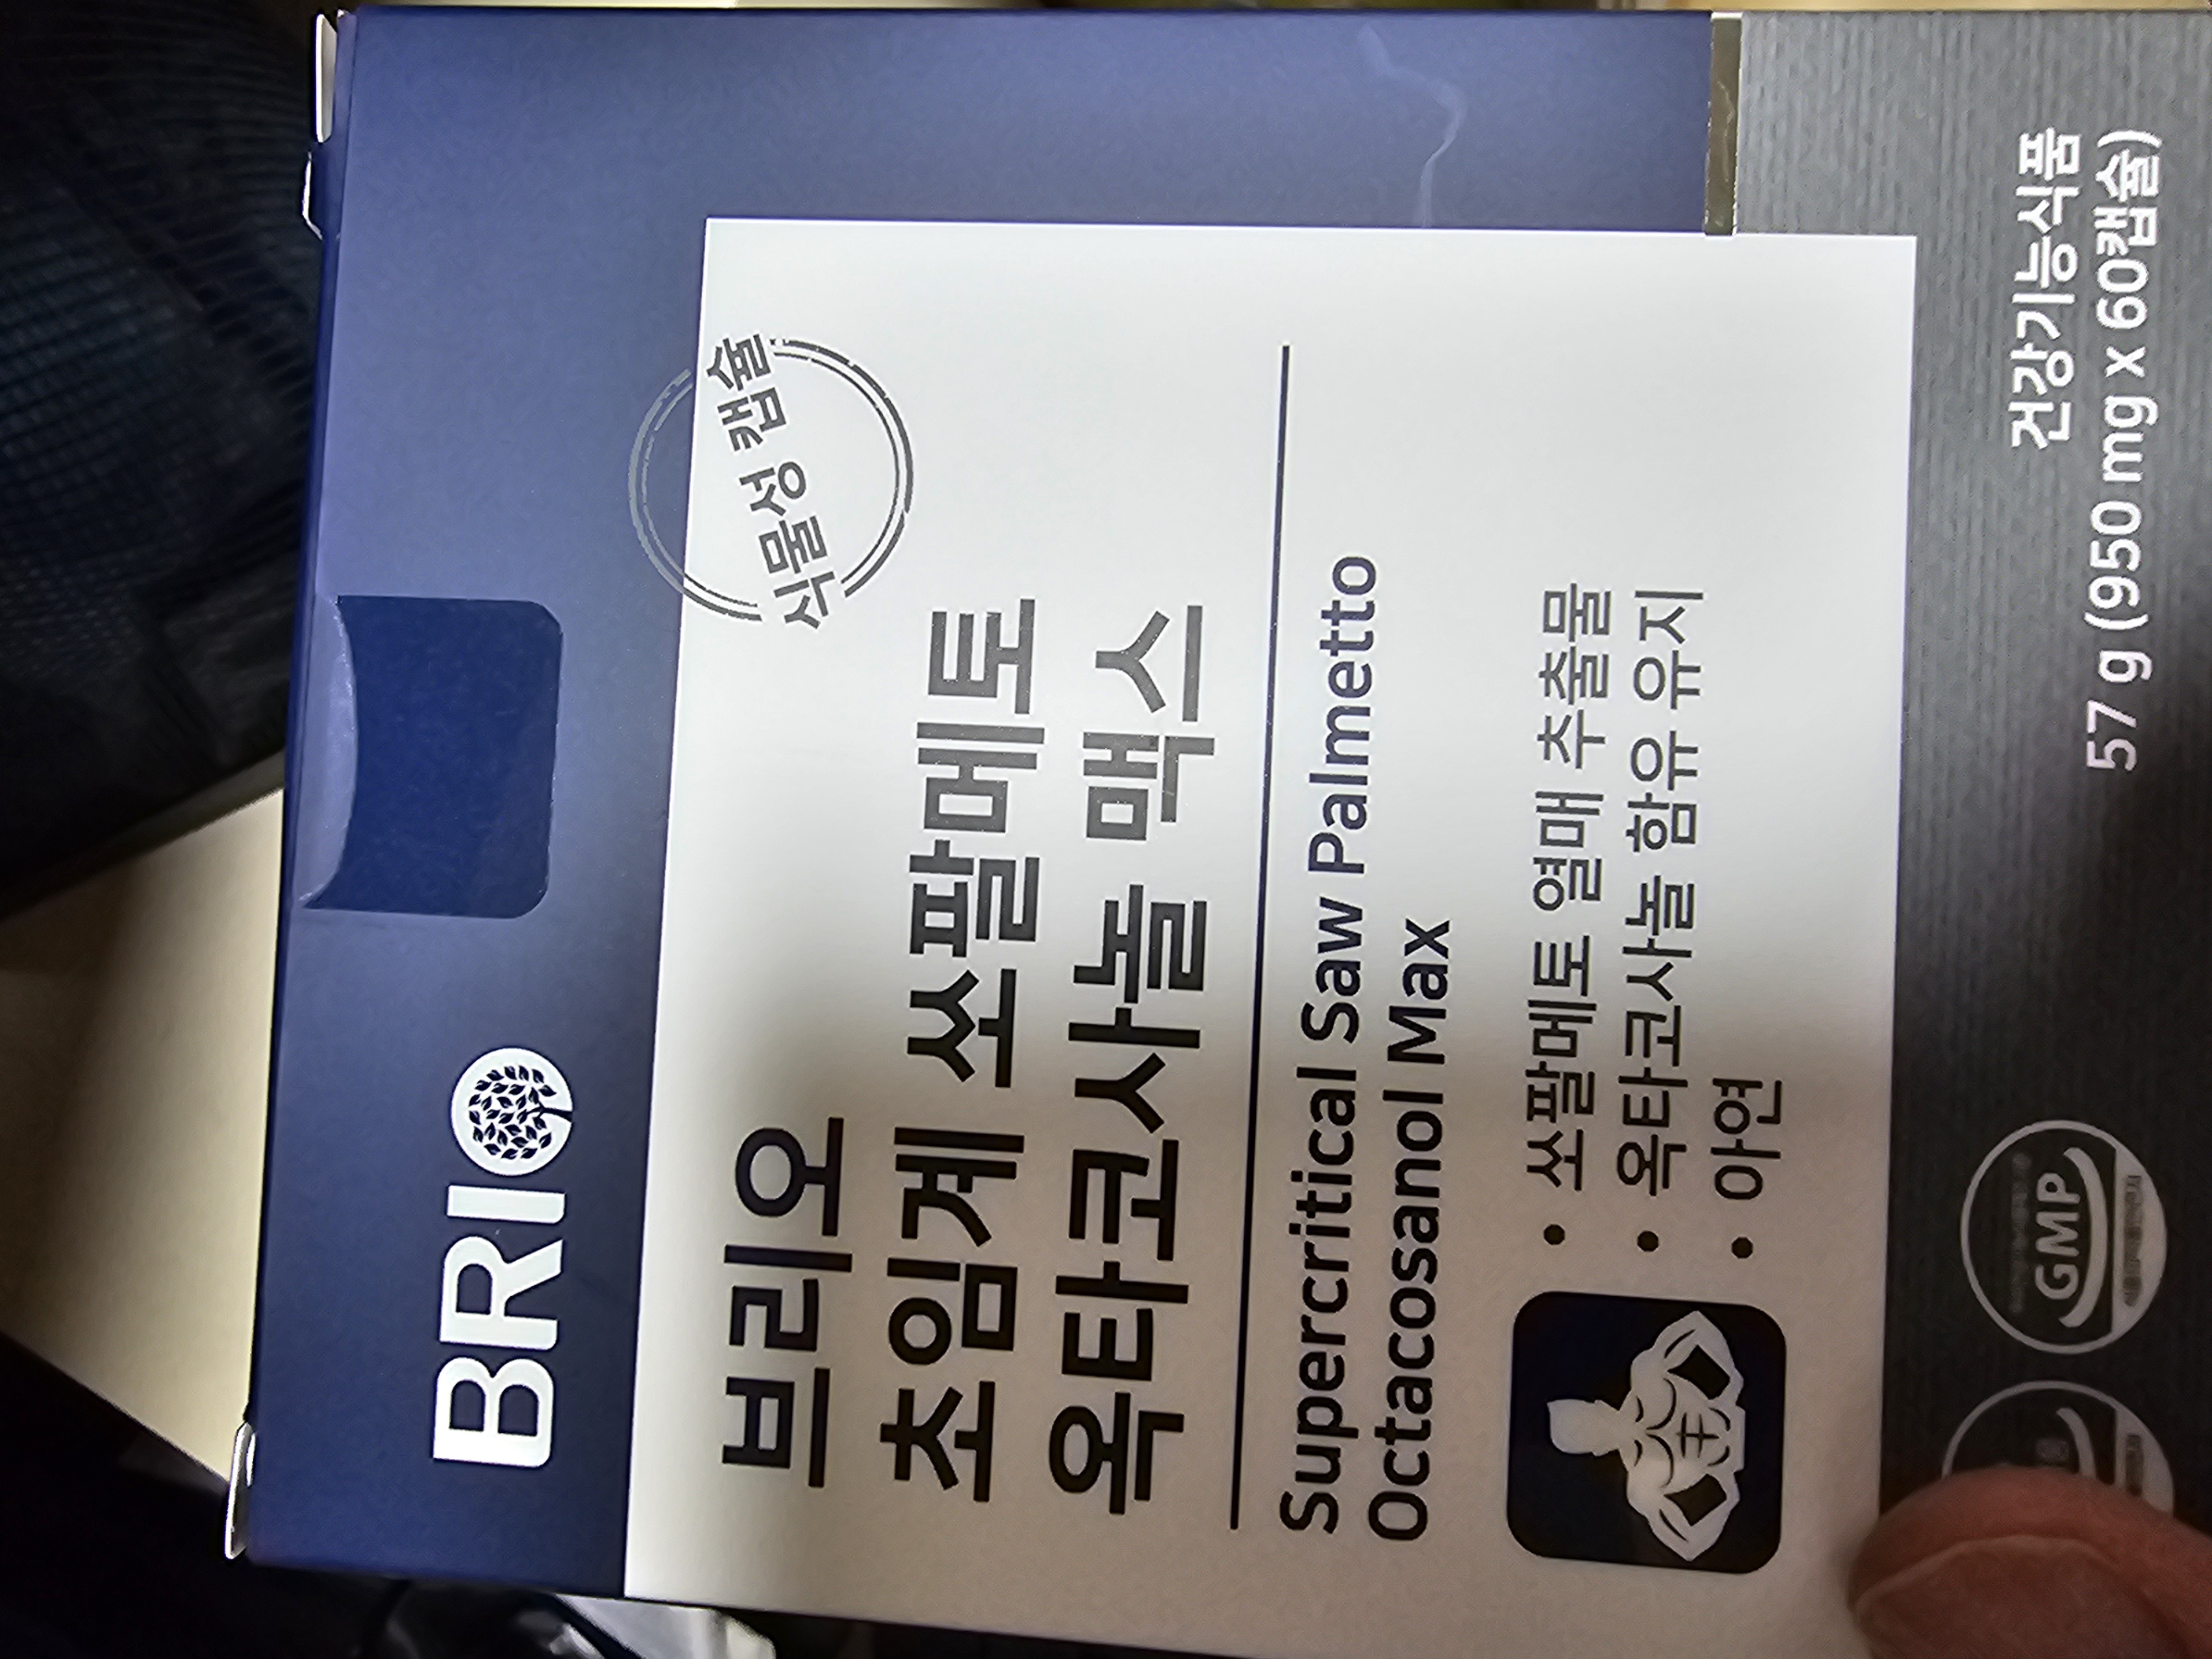 BRIO
식물성 캡슐
브리오
초임계 쏘팔메토
옥타코사놀 맥스
Supercritical Saw Palmetto
Octacosanol Max
• 쏘팔메토 열매 추출물
• 옥타코사놀 함유 유지
• 아연
건강기능식품
57 g (950 mg x 60캡슐)
GMP